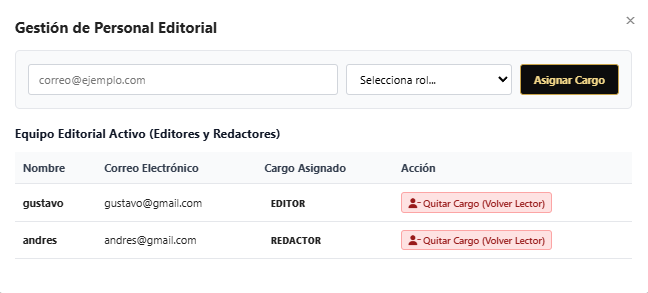 Gestión de Personal Editorial
×
correo@ejemplo.com
Selecciona rol...
Asignar Cargo
Equipo Editorial Activo (Editores y Redactores)
Nombre Correo Electrónico Cargo Asignado Acción
gustavo gustavo@gmail.com EDITOR Quitar Cargo (Volver Lector)
andres andres@gmail.com REDACTOR Quitar Cargo (Volver Lector)